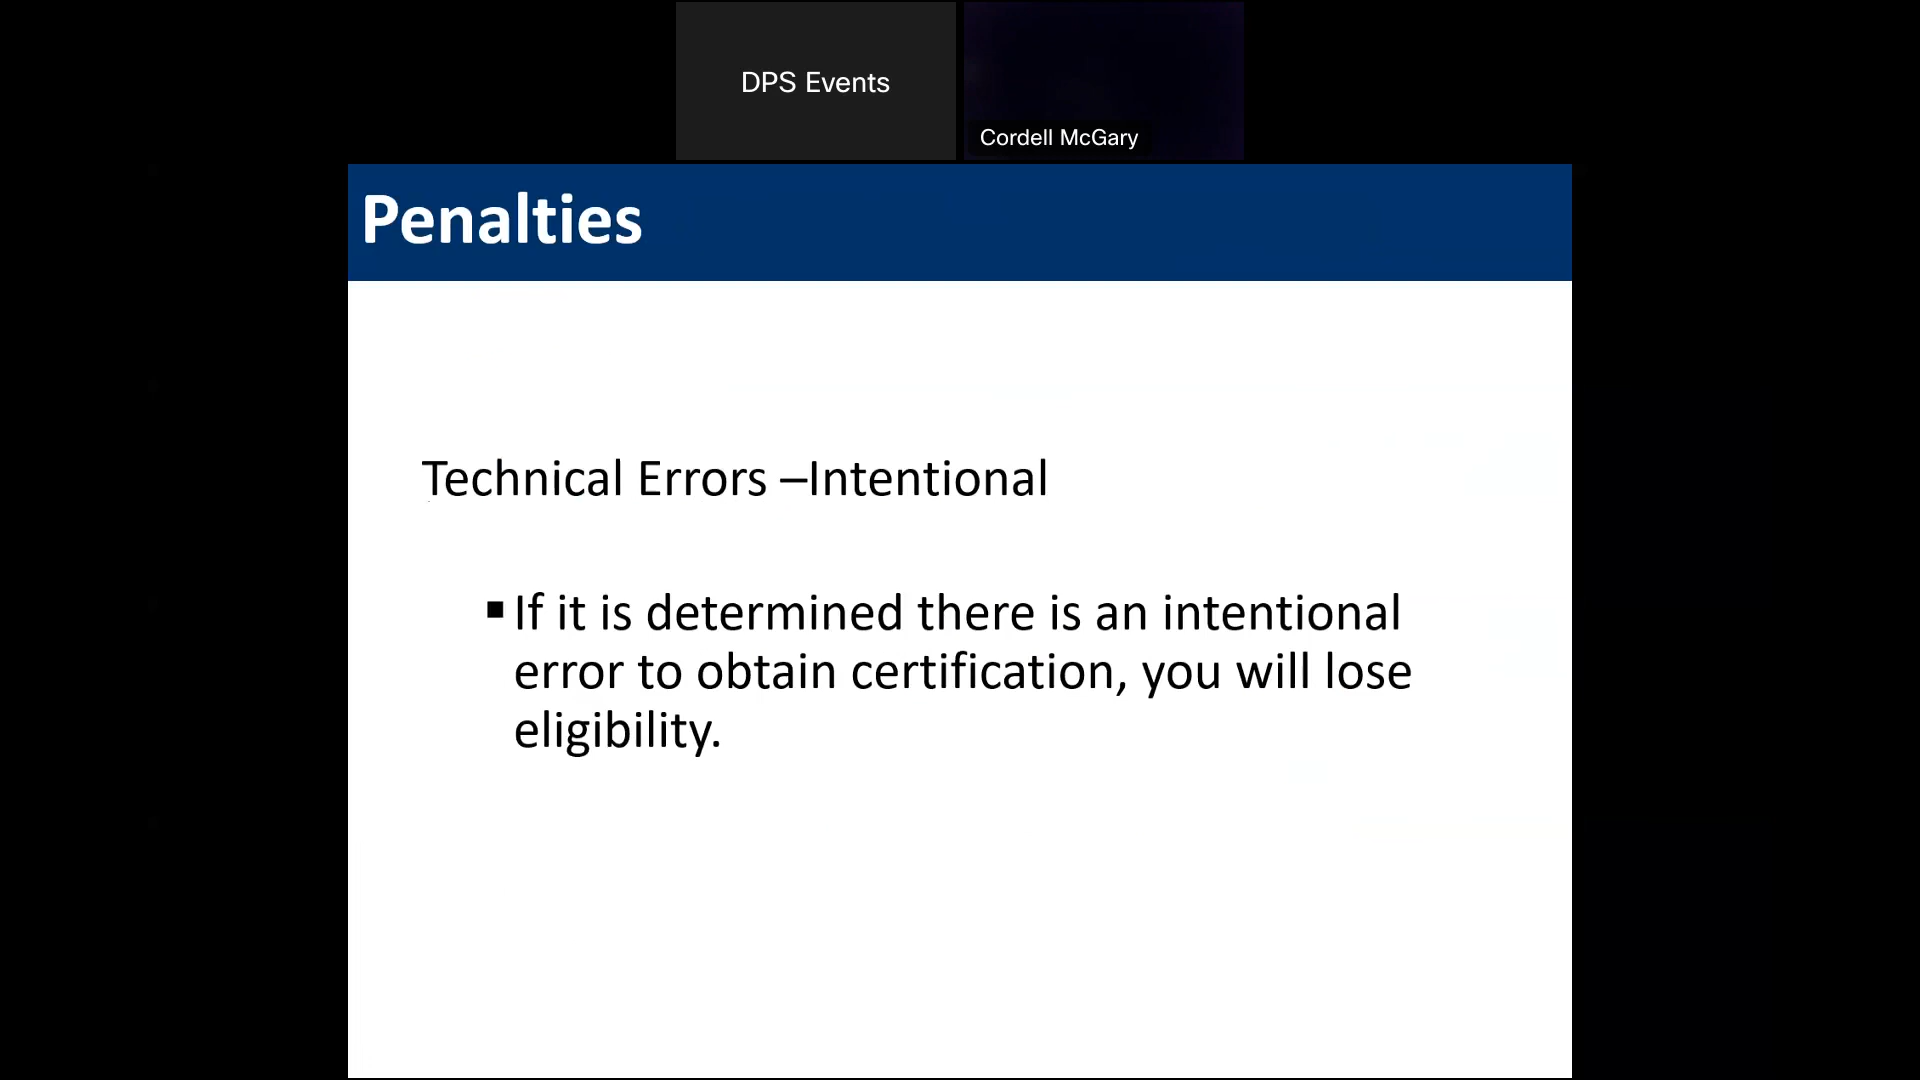 DPS Events
Cordell McGary
Penalties
Technical Errors –Intentional
▪If it is determined there is an intentional
error to obtain certification, you will lose
eligibility.